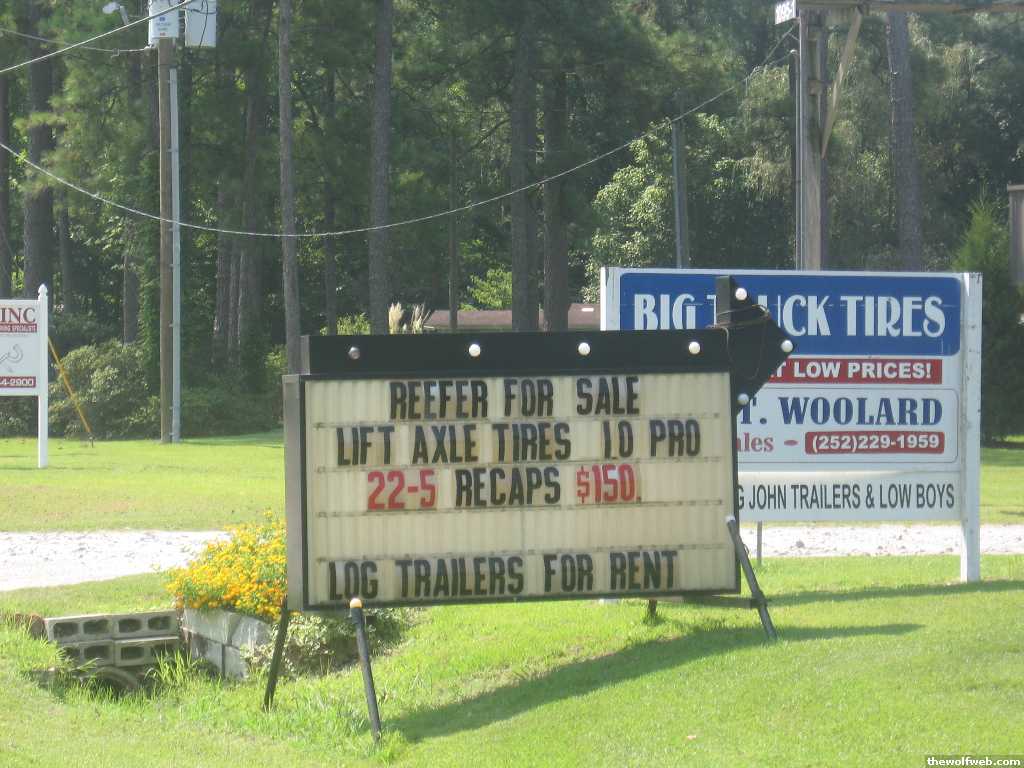 INC
4-2900
REEFER FOR SALE
LIFT AXLE TIRES 10 PRO
22-5 RECAPS $150.
LOG TRAILERS FOR RENT
BIG T UCK TIRES
T LOW PRICES!
T. WOOLARD
les - (252)229-1959
G JOHN TRAILERS & LOW BOYS
thewolfweb.com